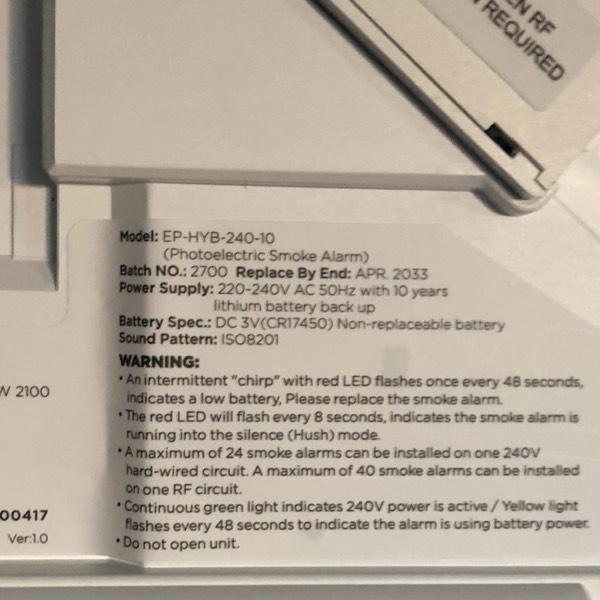 EN RF
REQUIRED
Model: EP-HYB-240-10
(Photoelectric Smoke Alarm)
Batch NO.: 2700 Replace By End: APR. 2033
Power Supply: 220-240V AC 50Hz with 10 years
lithium battery back up
Battery Spec.: DC 3V(CR17450) Non-replaceable battery
Sound Pattern: ISO8201
WARNING:
• An intermittent "chirp" with red LED flashes once every 48 seconds,
indicates a low battery, Please replace the smoke alarm.
• The red LED will flash every 8 seconds, indicates the smoke alarm is
running into the silence (Hush) mode.
• A maximum of 24 smoke alarms can be installed on one 240V
hard-wired circuit. A maximum of 40 smoke alarms can be installed
on one RF circuit.
• Continuous green light indicates 240V power is active / Yellow light
flashes every 48 seconds to indicate the alarm is using battery power.
• Do not open unit.
W 2100
00417
Ver:1.0